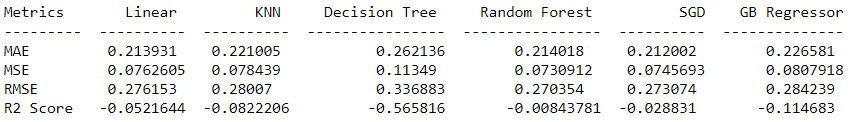 Metrics Linear KNN Decision Tree Random Forest SGD GB Regressor
--------- ---------- ---------- --------------- --------------- ---------- --------------
MAE 0.213931 0.221005 0.262136 0.214018 0.212002 0.226581
MSE 0.0762605 0.078439 0.11349 0.0730912 0.0745693 0.0807918
RMSE 0.276153 0.28007 0.336883 0.270354 0.273074 0.284239
R2 Score -0.0521644 -0.0822206 -0.565816 -0.00843781 -0.028831 -0.114683